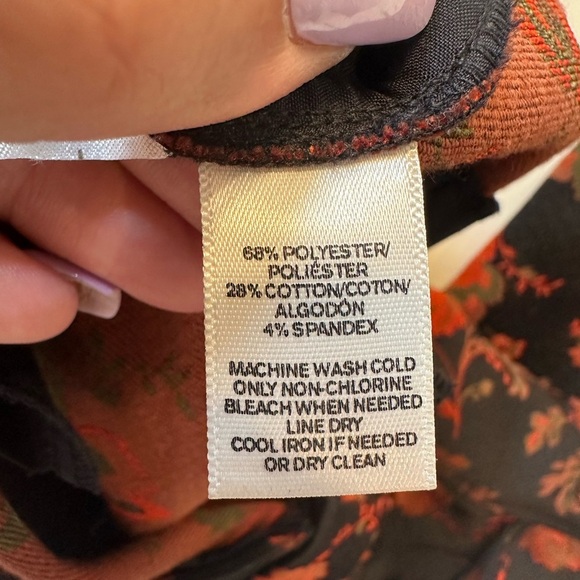 68% POLYESTER/
POLIÉSTER
28% COTTON/COTON/
ALGODÓN
4% SPANDEX
MACHINE WASH COLD
ONLY NON-CHLORINE
BLEACH WHEN NEEDED
LINE DRY
COOL IRON IF NEEDED
OR DRY CLEAN